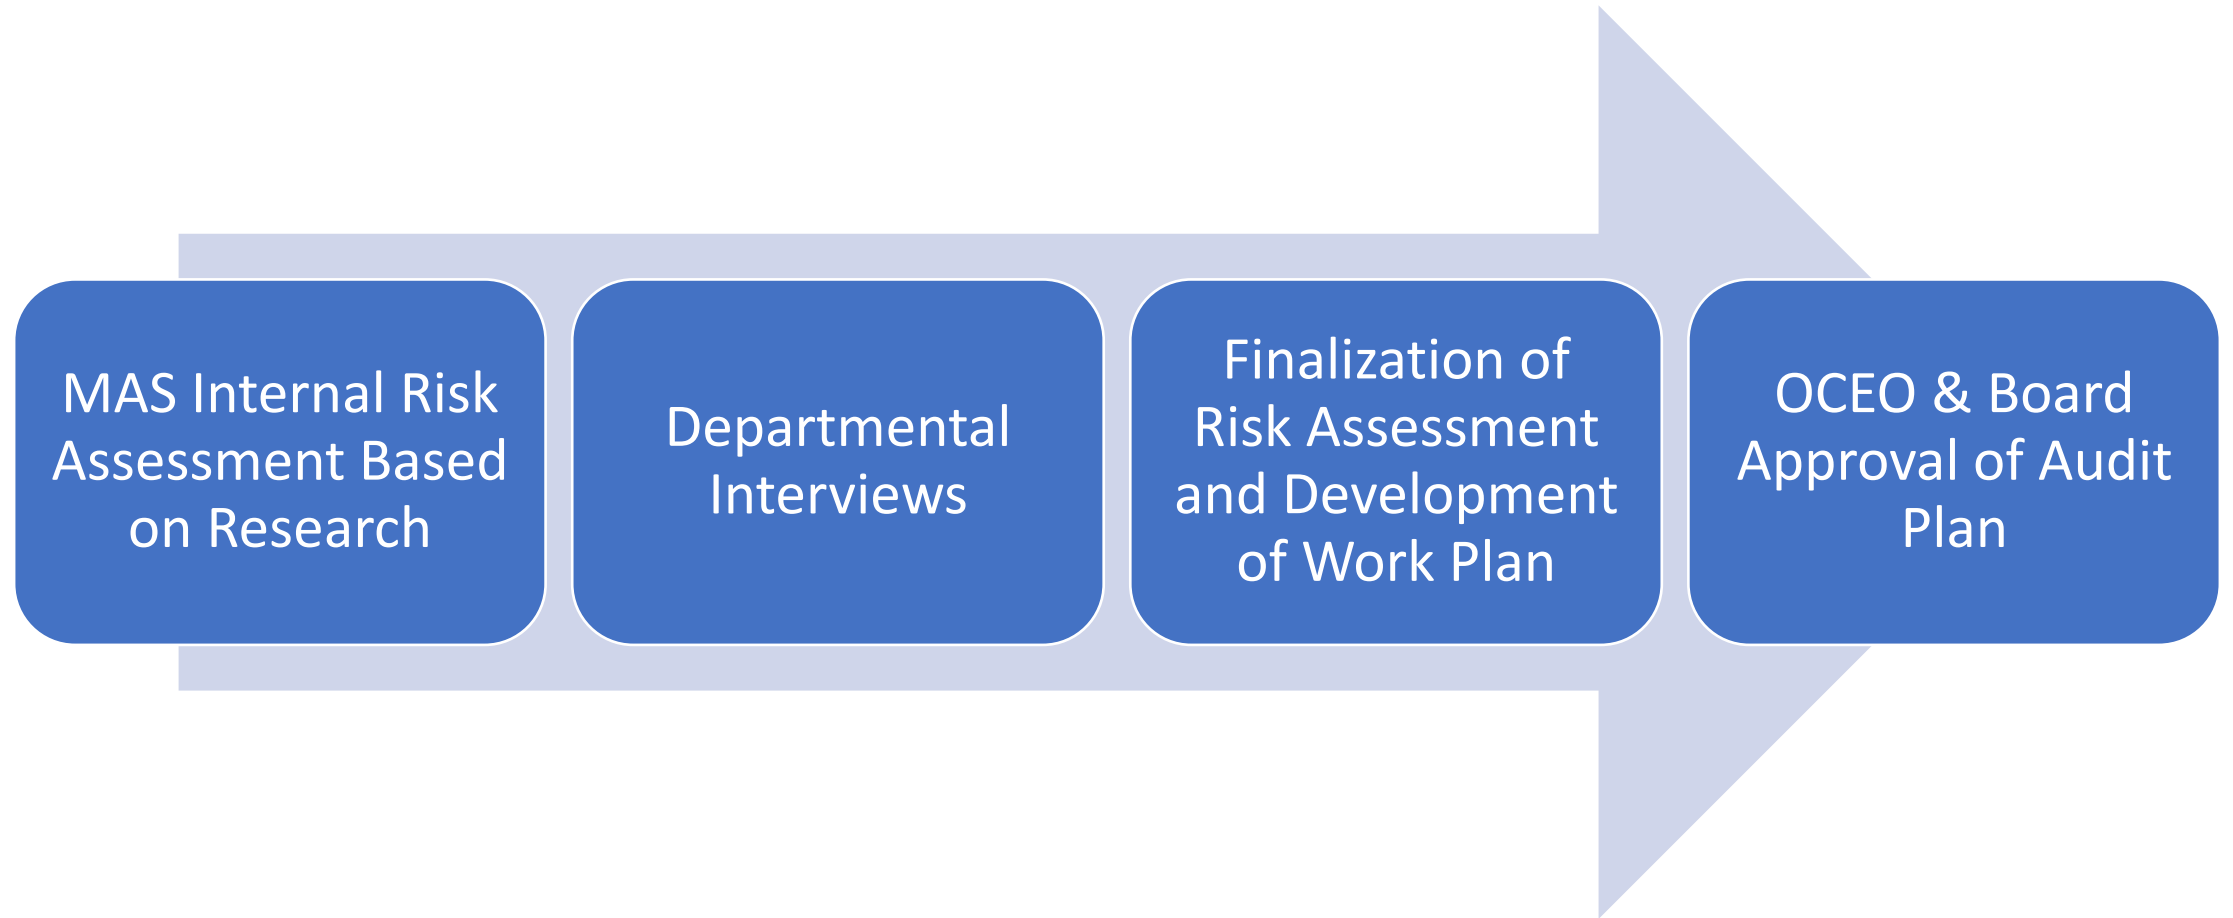 MAS Internal Risk
Assessment Based
on Research
Departmental
Interviews
Finalization of
Risk Assessment
and Development
of Work Plan
OCEO & Board
Approval of Audit
Plan